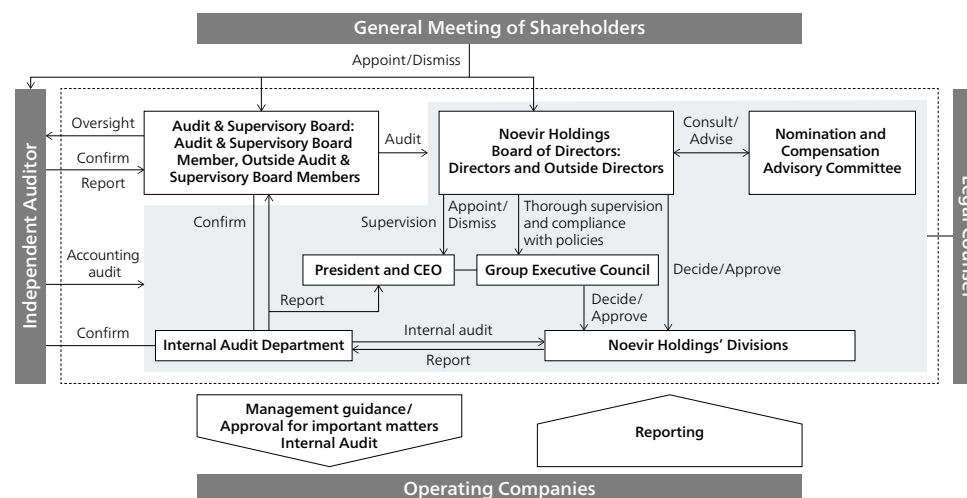 General Meeting of Shareholders
Appoint/Dismiss
Independent Auditor
Oversight
Confirm
Report
Accounting
audit
Confirm
Audit & Supervisory Board:
Audit & Supervisory Board
Member, Outside Audit &
Supervisory Board Members
Audit
Noevir Holdings
Board of Directors:
Directors and Outside Directors
Consult/
Advise
Nomination and
Compensation
Advisory Committee
Legal Counsel
Confirm
Supervision
Appoint/
Dismiss
Thorough supervision
and compliance
with policies
President and CEO
Group Executive Council
Decide/Approve
Report
Decide/
Approve
Internal Audit Department
Internal audit
Report
Noevir Holdings’ Divisions
Management guidance/
Approval for important matters
Internal Audit
Reporting
Operating Companies